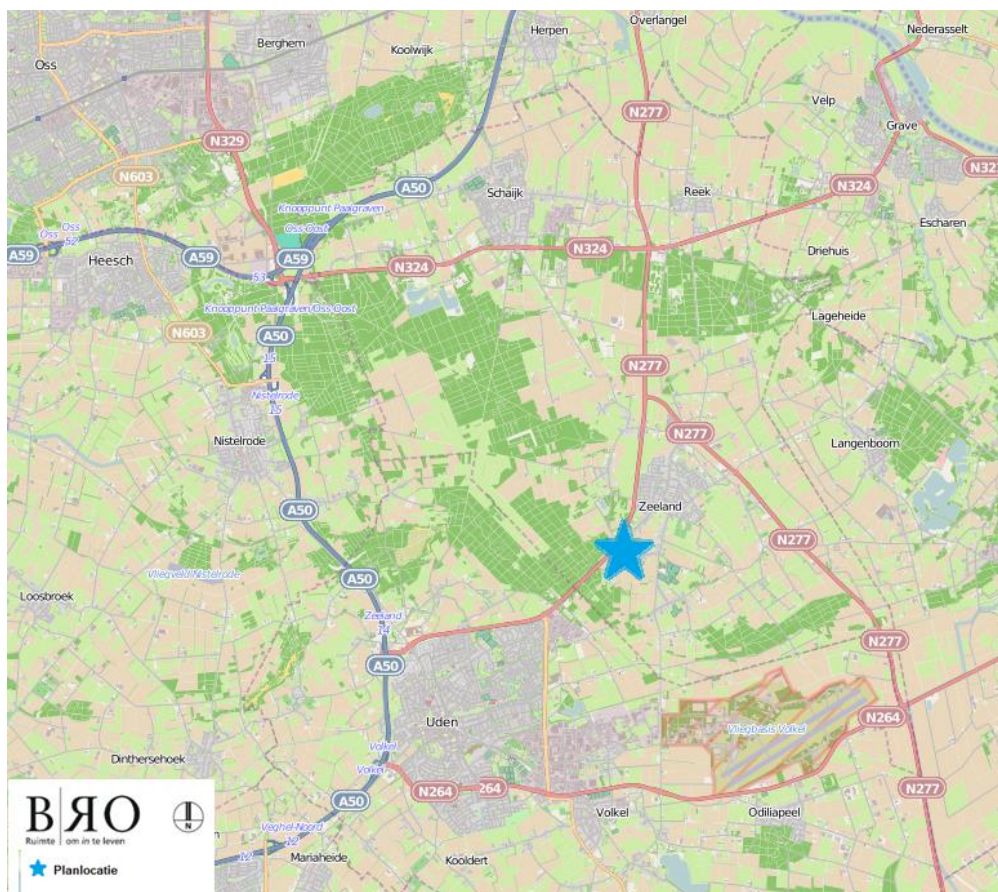 Overlangel
Nederasselt
Herpen
Berghem
Koolwijk
Oss
Velp
N277
Grave
N329
N603
A50
N324
N32
Schaijk
Reek
Knooppunt Paalgraven
Oss-Oost
Escharen
Oss Oss
52
A59
Heesch
A59
A59
N324
N324
Driehuis
53
Knooppunt Paalgraven/Oss-Oost
Lageheide
N603
A50
15
N277
Nistelrode
15
Nistelrode
N277
Langenboom
A50
Zeeland
N277
Vliegveld Nistelrode
A50
Loosbroek
Zeeland
14
A50
N277
Uden
Vliegbasis Volkel
N264
Volkel
Dinthersehoek
Volkel
N264
264
N277
A50
Volkel
Odiliapeel
Veghel-Noord
12
12
Mariaheide
Kooldert
BRO
Ruimte om in te leven
N
Planlocatie